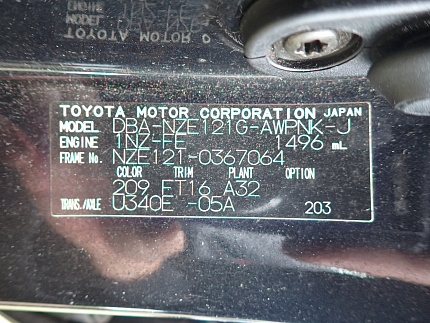 TOYOTA MOTOR CORPORATION JAPAN
MODEL DBA-NZE121G-AWPNK-J
ENGINE 1NZ-FE 1496 mL
FRAME No. NZE121-0367064
COLOR TRIM PLANT OPTION
209 FT16 A32
TRANS./AXLE U340E -05A 203